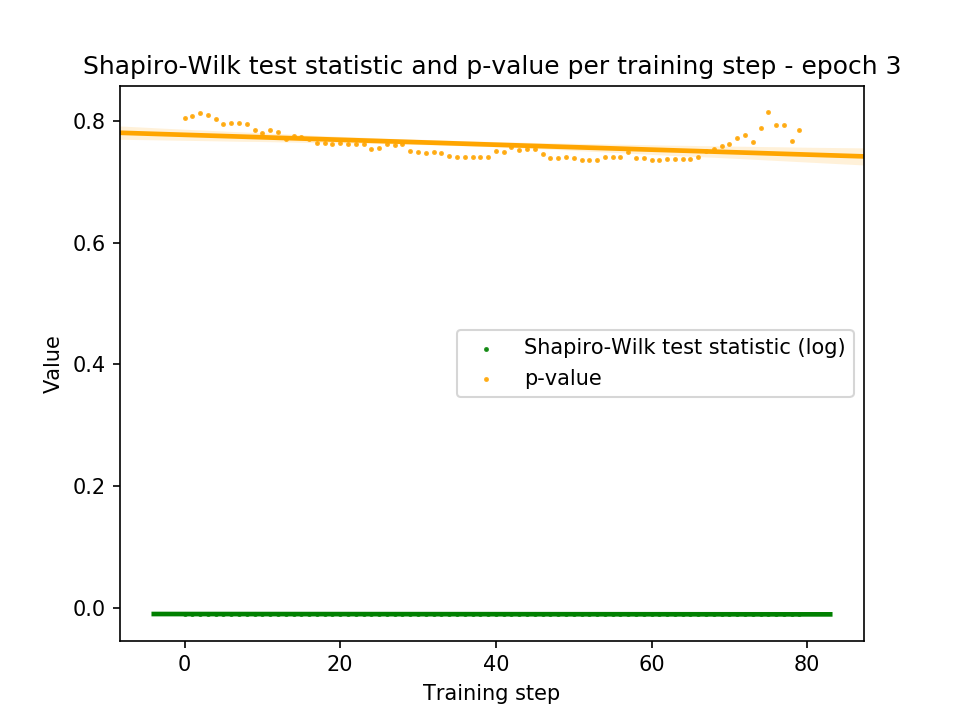 Shapiro-Wilk test statistic and p-value per training step - epoch 3
0.8
0.6
0.4
0.2
0.0
Value
Shapiro-Wilk test statistic (log)
p-value
0 20 40 60 80
Training step